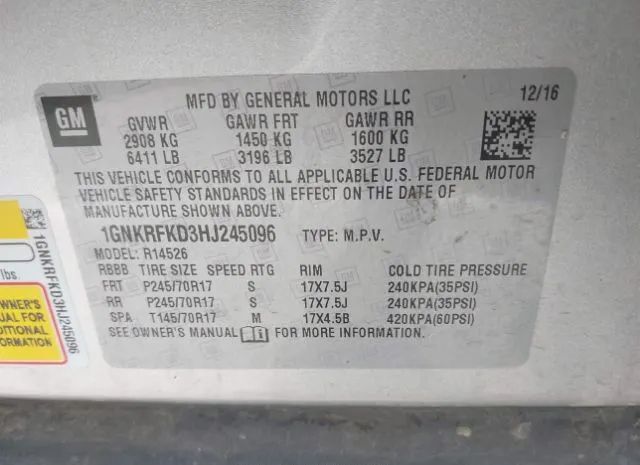 GM
MFD BY GENERAL MOTORS LLC 12/16
GVWR GAWR FRT GAWR RR
2908 KG 1450 KG 1600 KG
6411 LB 3196 LB 3527 LB
THIS VEHICLE CONFORMS TO ALL APPLICABLE U.S. FEDERAL MOTOR
VEHICLE SAFETY STANDARDS IN EFFECT ON THE DATE OF
MANUFACTURE SHOWN ABOVE.
1GNKRFKD3HJ245096 TYPE: M.P.V.
MODEL: R14526
RBBB TIRE SIZE SPEED RTG RIM COLD TIRE PRESSURE
FRT P245/70R17 S 17X7.5J 240KPA(35PSI)
RR P245/70R17 S 17X7.5J 240KPA(35PSI)
SPA T145/70R17 M 17X4.5B 420KPA(60PSI)
SEE OWNER'S MANUAL FOR MORE INFORMATION.
lbs.
OWNER'S
UAL FOR
DITIONAL
RMATION
1GNKRFKD3HJ245096